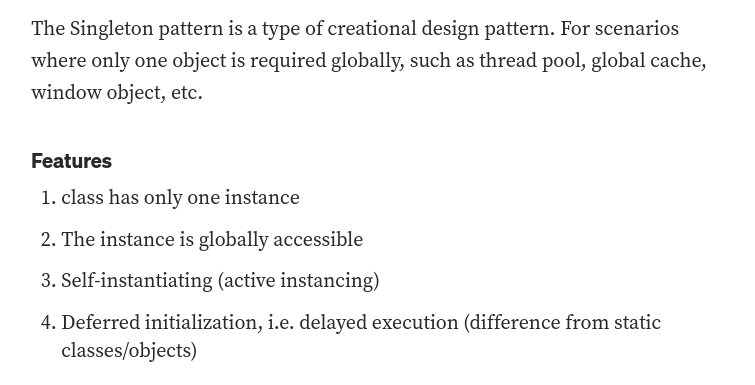 The Singleton pattern is a type of creational design pattern. For scenarios
where only one object is required globally, such as thread pool, global cache,
window object, etc.
Features
1. class has only one instance
2. The instance is globally accessible
3. Self-instantiating (active instancing)
4. Deferred initialization, i.e. delayed execution (difference from static
classes/objects)